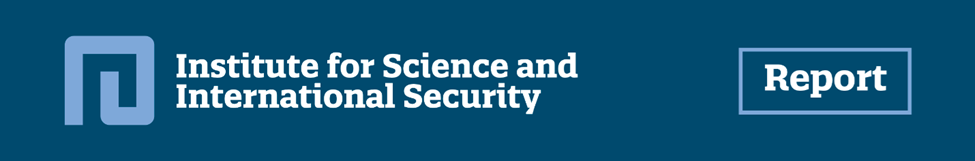 Institute for Science and
International Security
Report